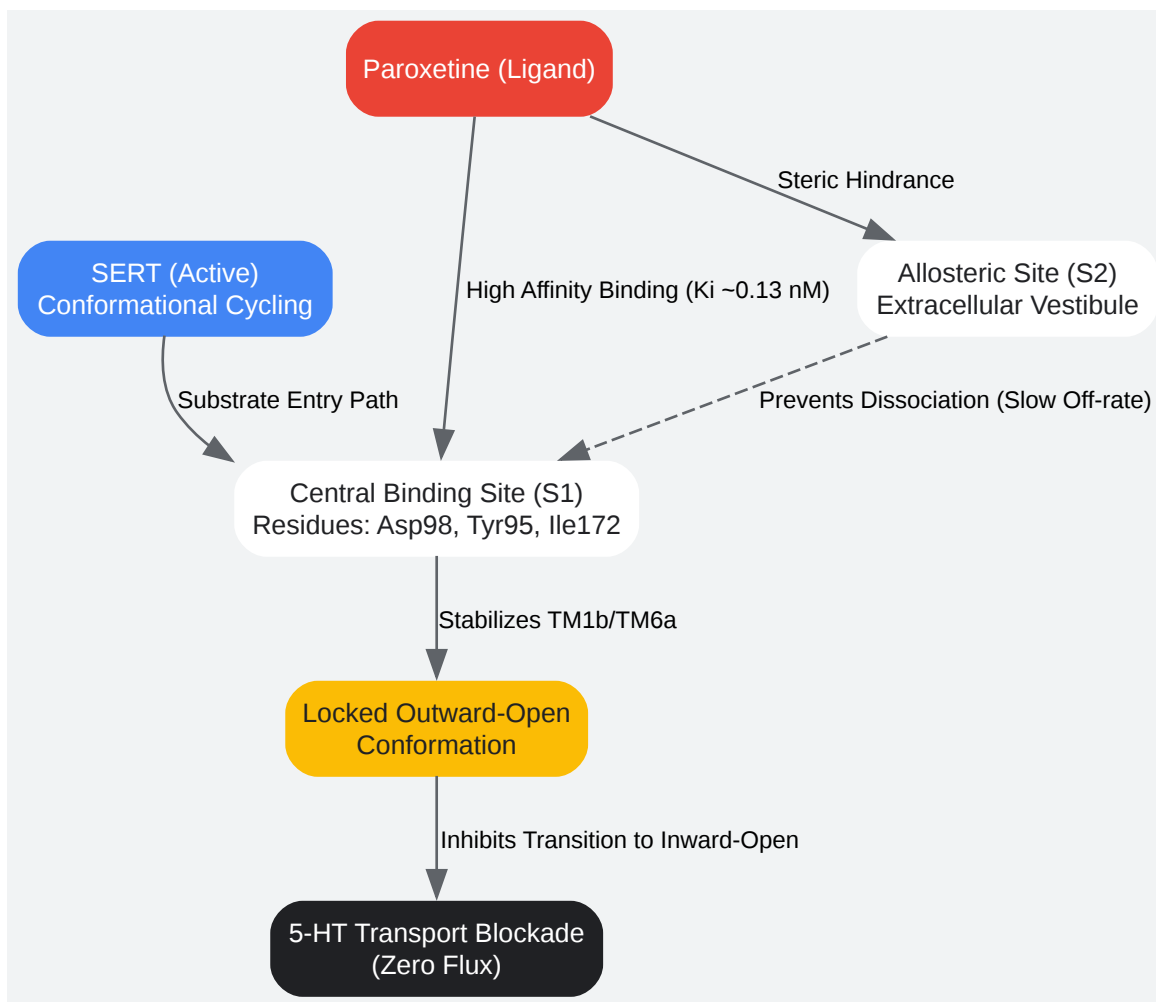 Paroxetine (Ligand)
Steric Hindrance
SERT (Active)
Conformational Cycling
High Affinity Binding (Ki ~0.13 nM)
Allosteric Site (S2)
Extracellular Vestibule
Substrate Entry Path
Prevents Dissociation (Slow Off-rate)
Central Binding Site (S1)
Residues: Asp98, Tyr95, Ile172
Stabilizes TM1b/TM6a
Locked Outward-Open
Conformation
Inhibits Transition to Inward-Open
5-HT Transport Blockade
(Zero Flux)